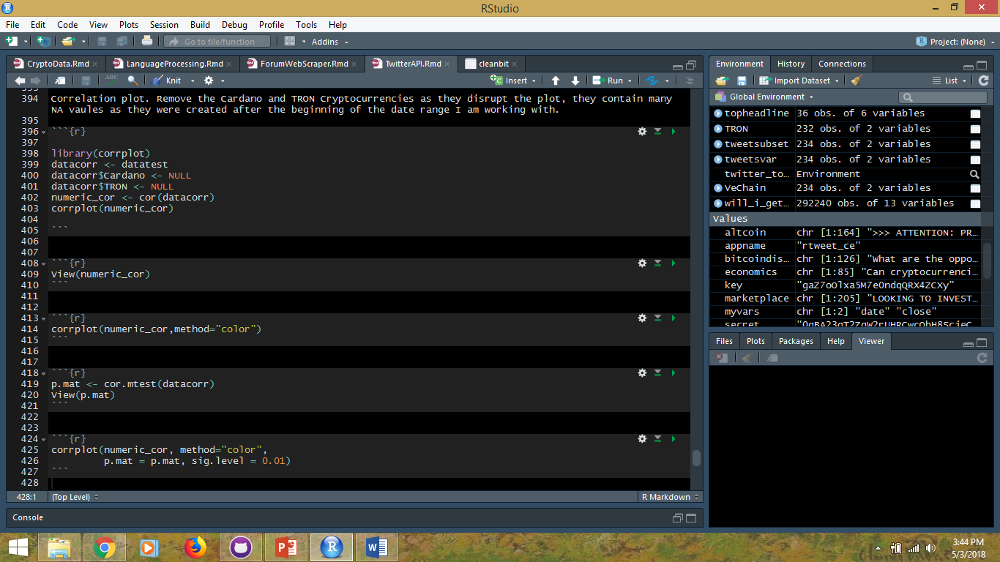 RStudio
File Edit Code View Plots Session Build Debug Profile Tools Help
Go to file/function Addins Project: (None)
CryptoData.Rmd LanguageProcessing.Rmd ForumWebScraper.Rmd TwitterAPI.Rmd cleanbit
ABC Knit Insert Run
393
394 Correlation plot. Remove the Cardano and TRON Cryptocurrencies as they disrupt the plot, they contain many
NA vaules as they were created after the beginning of the date range I am working with.
395
396 ```{r}
397
398 library(corrplot)
399 datacorr <- datatest
400 datacorr$Cardano <- NULL
401 datacorr$TRON <- NULL
402 numeric_cor <- cor(datacorr)
403 corrplot(numeric_cor)
404
405 ```
406
407
408 ```{r}
409 View(numeric_cor)
410 ```
411
412
413 ```{r}
414 corrplot(numeric_cor,method="color")
415 ```
416
417
418 ```{r}
419 p.mat <- cor.mtest(datacorr)
420 View(p.mat)
421 ```
422
423
424 ```{r}
425 corrplot(numeric_cor, method="color",
426 p.mat = p.mat, sig.level = 0.01)
427 ```
428
428:1 (Top Level) R Markdown
Console
Environment History Connections
Import Dataset List
Global Environment
topheadline 36 obs. of 6 variables
TRON 232 obs. of 2 variables
tweetsubset 234 obs. of 2 variables
tweetsvar 234 obs. of 2 variables
twitter_to… Environment
VeChain 234 obs. of 2 variables
will_i_get… 292240 obs. of 13 variables
Values
altcoin chr [1:164] ">>> ATTENTION: PR…
appname "rtweet_ce"
bitcoindis… chr [1:126] "What are the oppo…
economics chr [1:85] "Can cryptocurrenci…
key
marketplace chr [1:205] "LOOKING TO INVEST…
myvars chr [1:2] "date" "close"
secret
Files Plots Packages Help Viewer
3:44 PM
5/3/2018